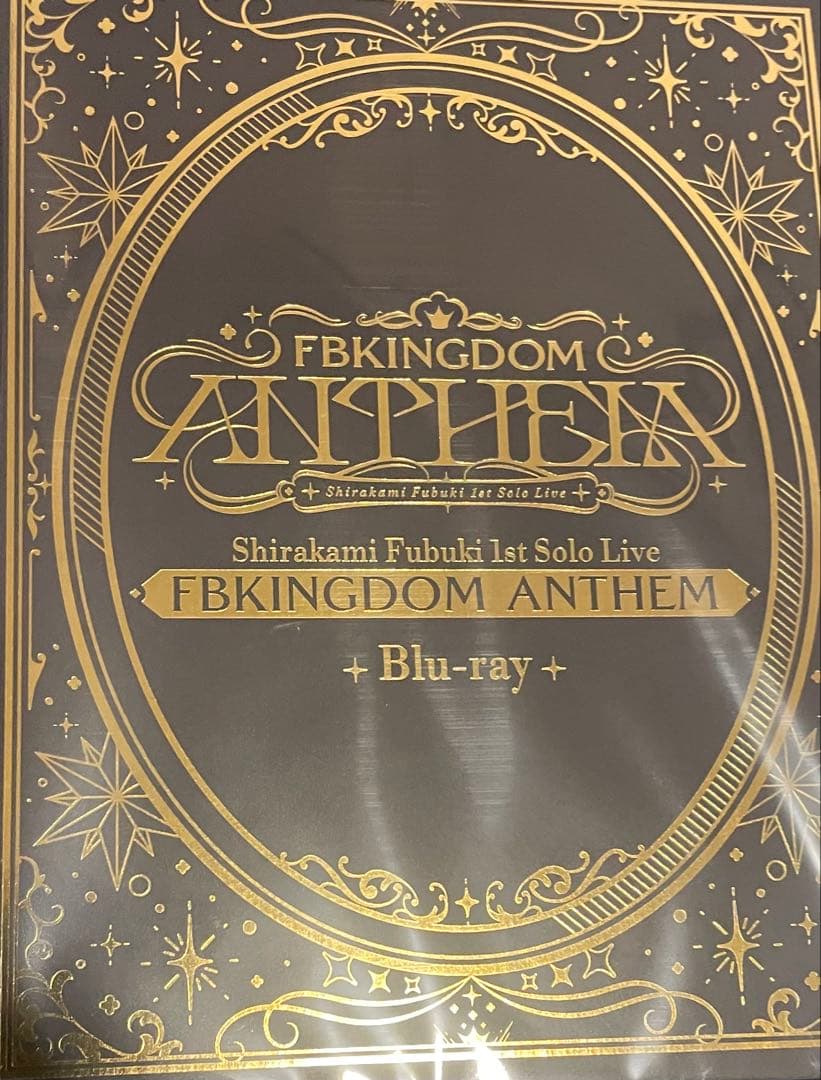 FBKINGDOM
ANTHEM
Shirakami Fubuki 1st Solo Live
Shirakami Fubuki 1st Solo Live
FBKINGDOM ANTHEM
Blu-ray